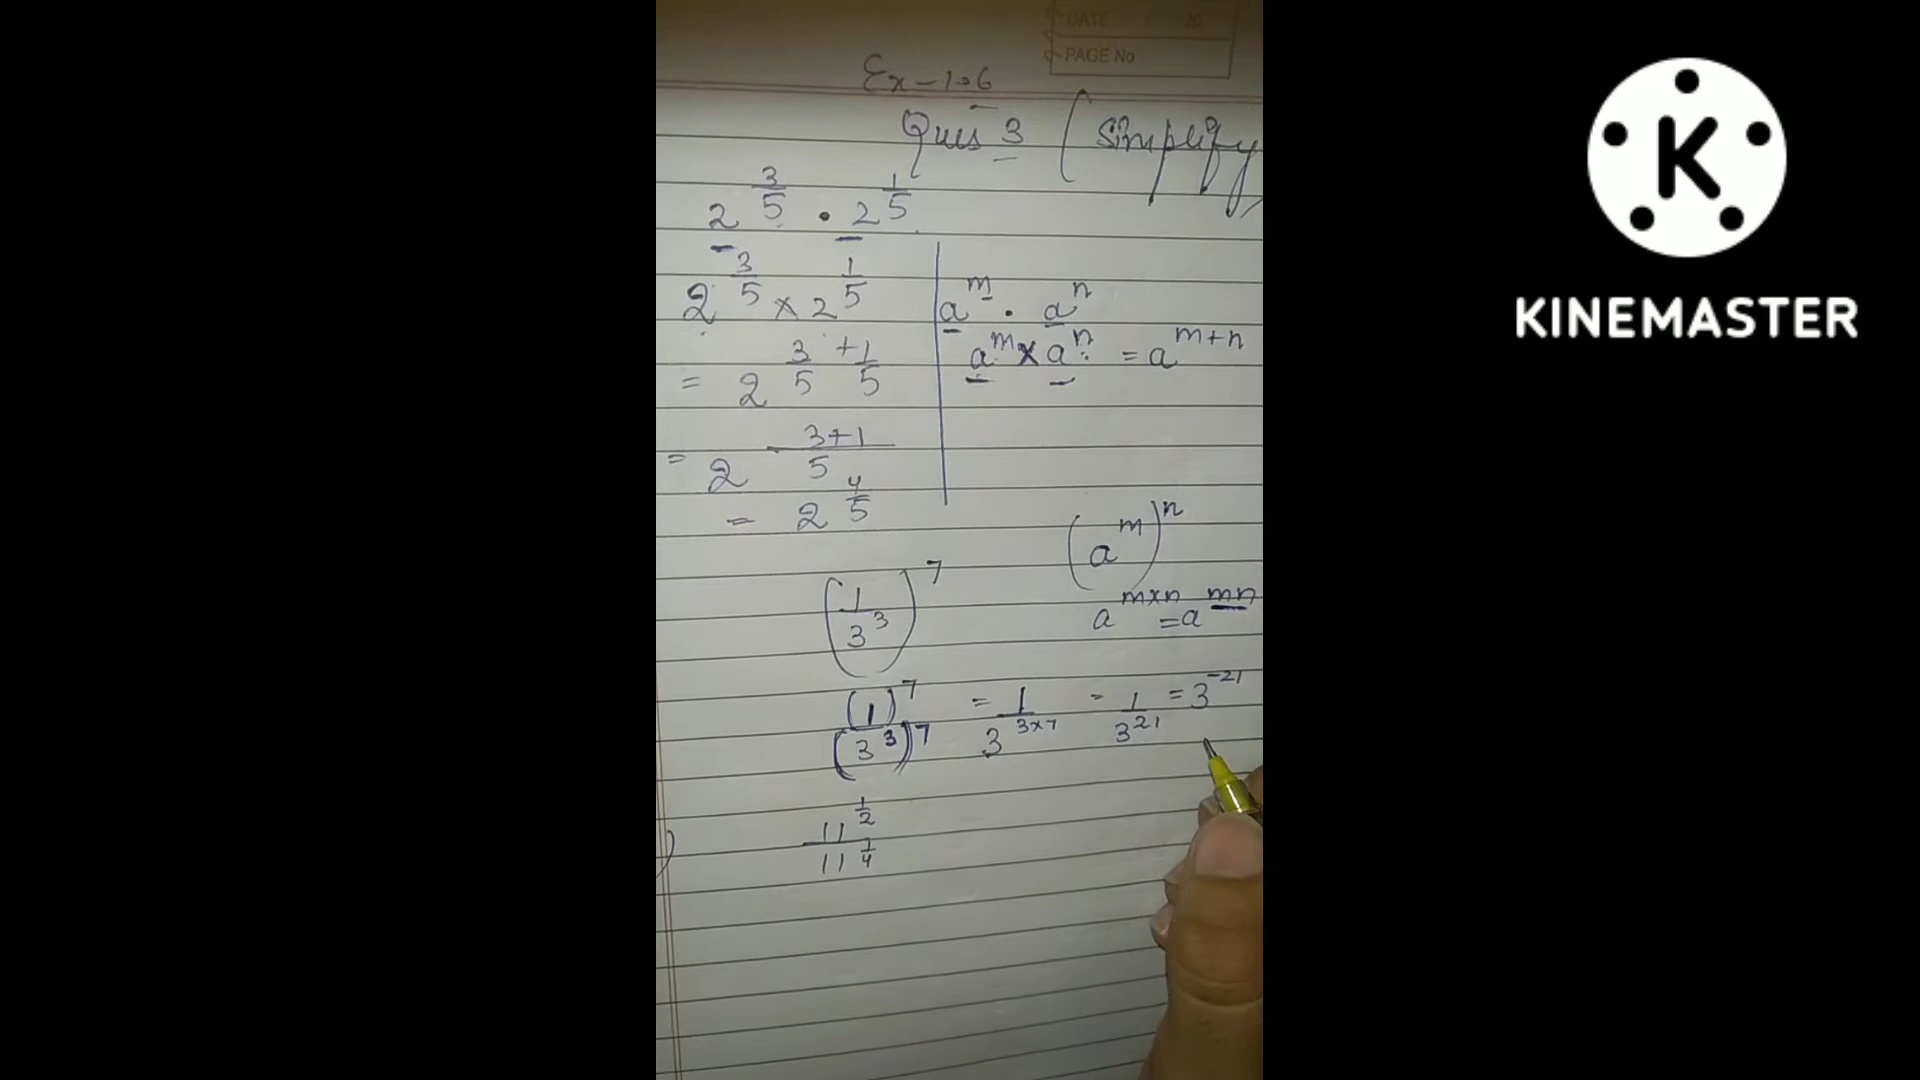 DATE 20
PAGE No
Ex-1.6
Ques 3 (Simplify
2^{3/5} . 2^{1/5}
2^{3/5} × 2^{1/5}
a^m . a^n
a^m × a^n = a^{m+n}
= 2^{3/5 + 1/5}
= 2^{(3+1)/5}
= 2^{4/5}
(a^m)^n
a^{m×n} = a^{mn}
(1/3^3)^7
(1)^7/(3^3)^7 = 1/3^{3×7} = 1/3^{21} = 3^{-21}
11^{1/2}/11^{1/4}
K
KINEMASTER